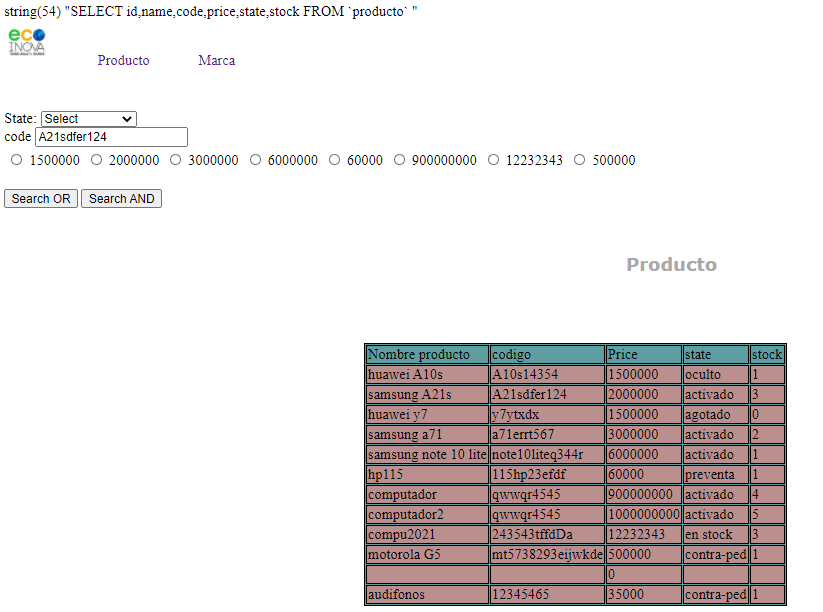 string(54) "SELECT id,name,code,price,state,stock FROM `producto` "
eco
INOVA
Producto Marca
State: Select
code A21sdfer124
1500000 2000000 3000000 6000000 60000 900000000 12232343 500000
Search OR Search AND
Producto
Nombre producto codigo Price state stock
huawei A10s A10s14354 1500000 oculto 1
samsung A21s A21sdfer124 2000000 activado 3
huawei y7 y7ytxdx 1500000 agotado 0
samsung a71 a71errt567 3000000 activado 2
samsung note 10 lite note10liteq344r 6000000 activado 1
hp115 115hp23efdf 60000 preventa 1
computador qwwqr4545 900000000 activado 4
computador2 qwwqr4545 1000000000 activado 5
compu2021 243543tffdDa 12232343 en stock 3
motorola G5 mt5738293eijwkde 500000 contra-ped 1
0
audifonos 12345465 35000 contra-ped 1